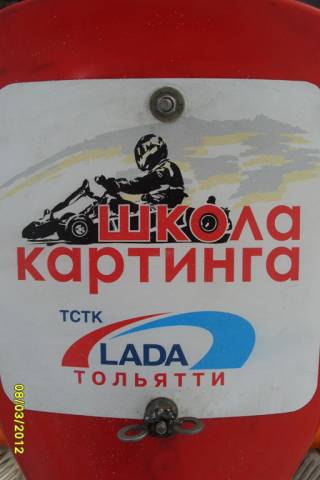 школа
картинга
ТСТК
LADA
ТОЛЬЯТТИ
08/03/2012